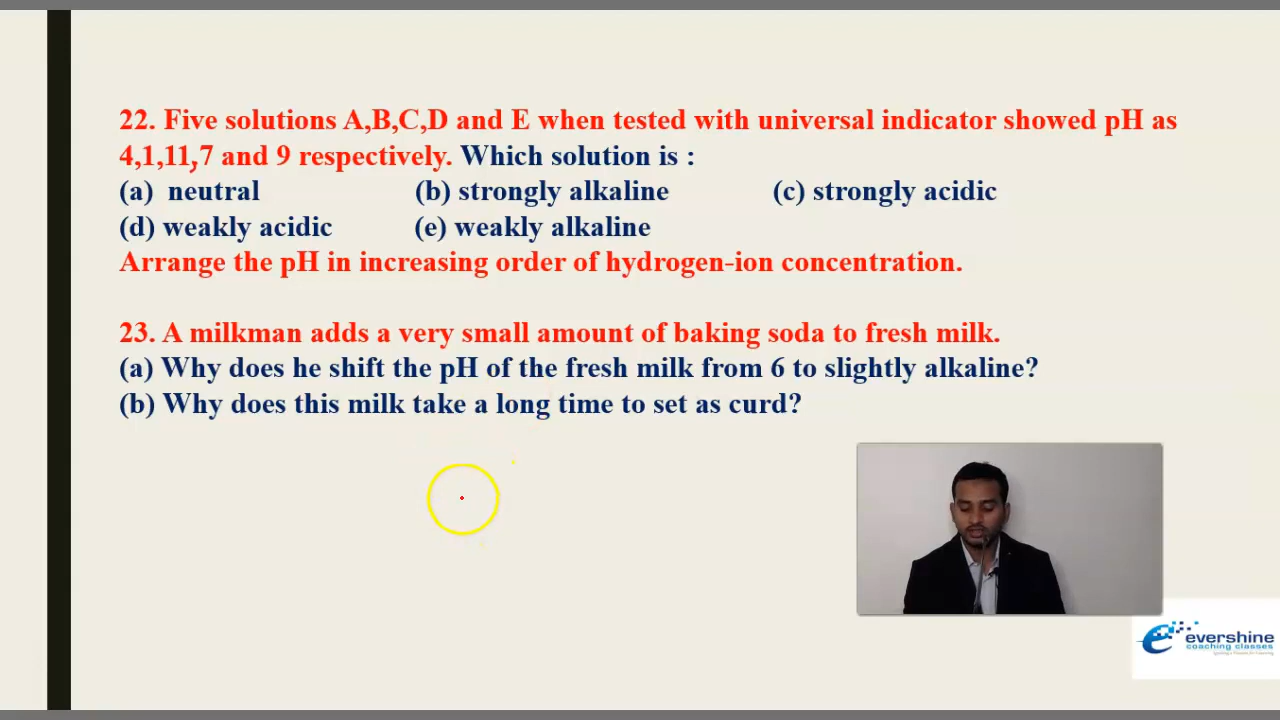 22. Five solutions A,B,C,D and E when tested with universal indicator showed pH as
4,1,11,7 and 9 respectively. Which solution is :
(a) neutral (b) strongly alkaline (c) strongly acidic
(d) weakly acidic (e) weakly alkaline
Arrange the pH in increasing order of hydrogen-ion concentration.
23. A milkman adds a very small amount of baking soda to fresh milk.
(a) Why does he shift the pH of the fresh milk from 6 to slightly alkaline?
(b) Why does this milk take a long time to set as curd?
evershine
coaching classes